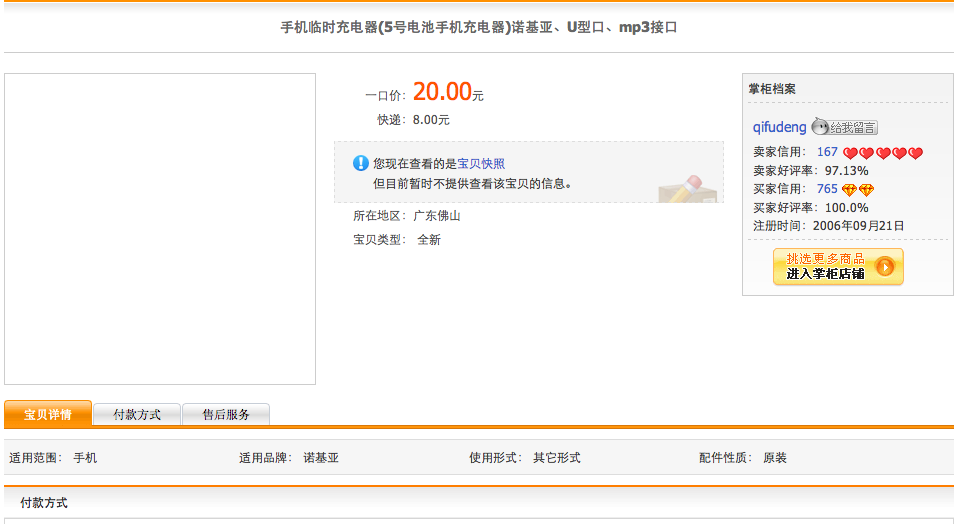 手机临时充电器(5号电池手机充电器)诺基亚、U型口、mp3接口
一口价：20.00元
快递：8.00元
您现在查看的是宝贝快照
但目前暂时不提供查看该宝贝的信息。
所在地区：广东佛山
宝贝类型： 全新
掌柜档案
qifudeng 给我留言
卖家信用： 167
卖家好评率：97.13%
买家信用： 765
买家好评率：100.0%
注册时间：2006年09月21日
挑选更多商品
进入掌柜店铺
宝贝详情 付款方式 售后服务
适用范围： 手机 适用品牌： 诺基亚 使用形式： 其它形式 配件性质： 原装
付款方式